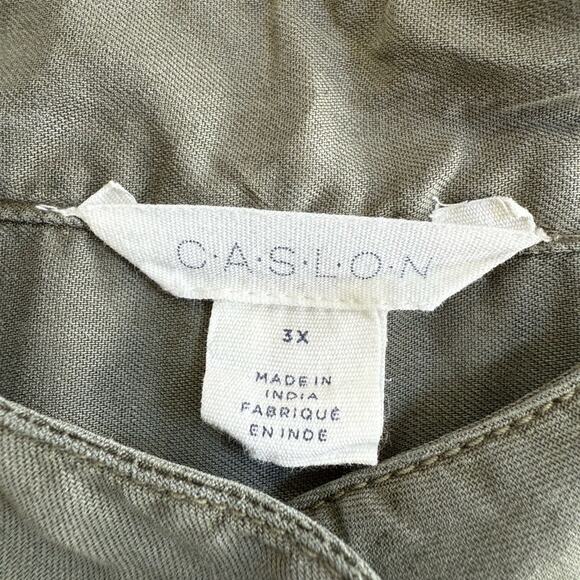 C·A·S·L·O·N
3X
MADE IN
INDIA
FABRIQUÉ
EN INDE